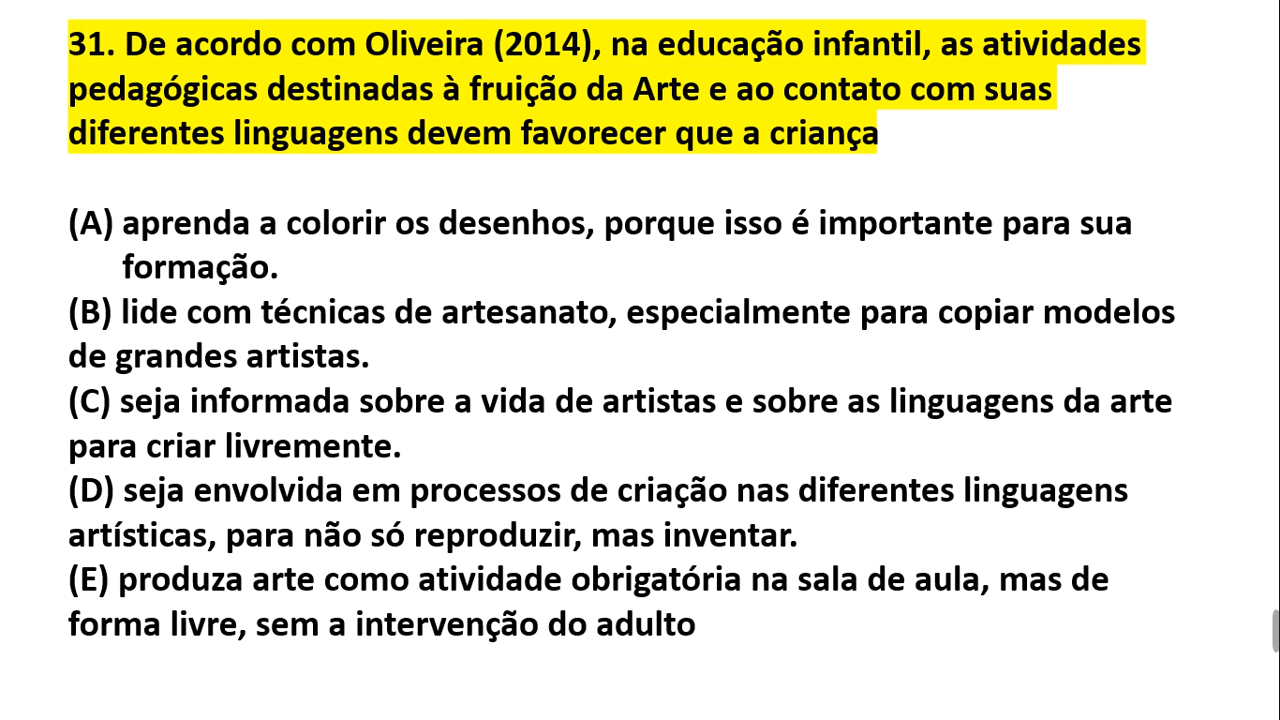 31. De acordo com Oliveira (2014), na educação infantil, as atividades
pedagógicas destinadas à fruição da Arte e ao contato com suas
diferentes linguagens devem favorecer que a criança
(A) aprenda a colorir os desenhos, porque isso é importante para sua
formação.
(B) lide com técnicas de artesanato, especialmente para copiar modelos
de grandes artistas.
(C) seja informada sobre a vida de artistas e sobre as linguagens da arte
para criar livremente.
(D) seja envolvida em processos de criação nas diferentes linguagens
artísticas, para não só reproduzir, mas inventar.
(E) produza arte como atividade obrigatória na sala de aula, mas de
forma livre, sem a intervenção do adulto